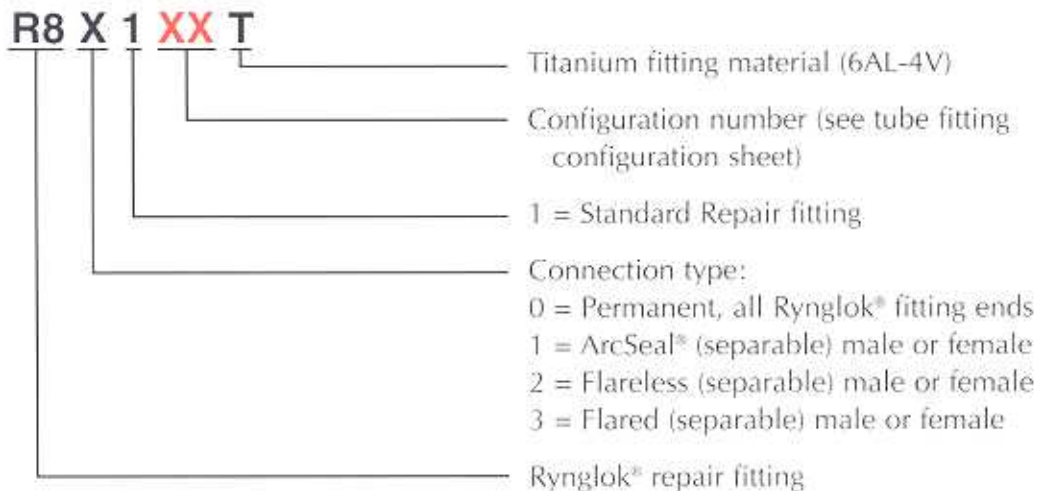 R8 X 1 XX T
Titanium fitting material (6AL-4V)
Configuration number (see tube fitting
configuration sheet)
1 = Standard Repair fitting
Connection type:
0 = Permanent, all Rynglok® fitting ends
1 = ArcSeal® (separable) male or female
2 = Flareless (separable) male or female
3 = Flared (separable) male or female
Rynglok® repair fitting